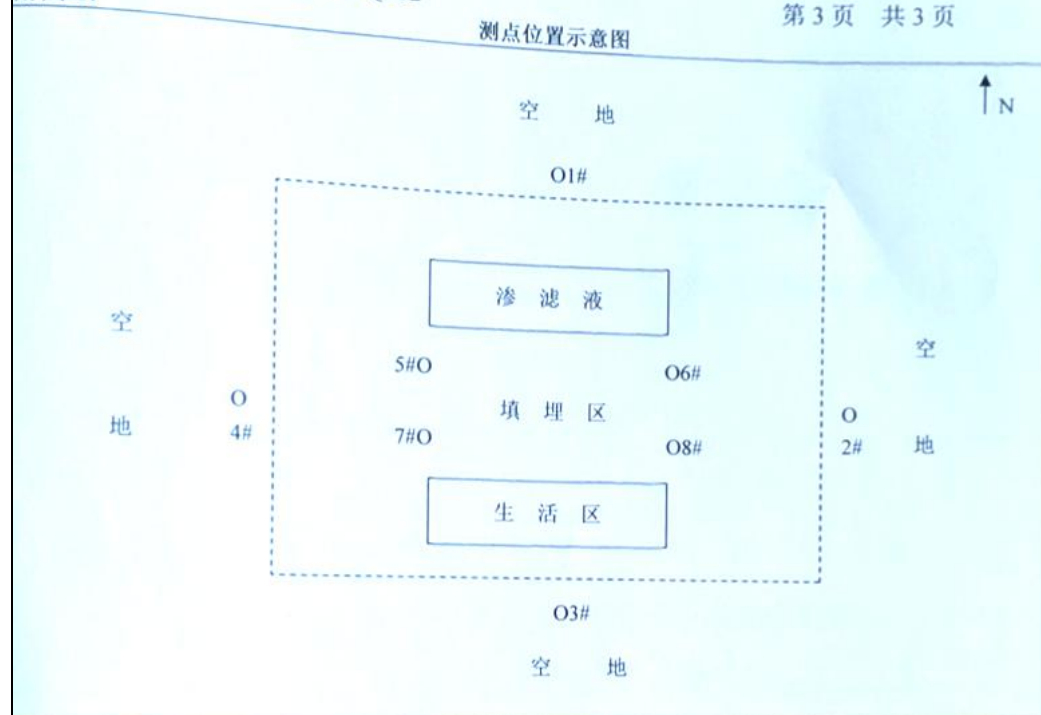 第 3 页 共 3 页
测点位置示意图
N
空 地
O1#
渗 滤 液
空
地
空
地
5#O
O6#
O
4#
填 埋 区
O
2#
7#O
O8#
生 活 区
O3#
空 地